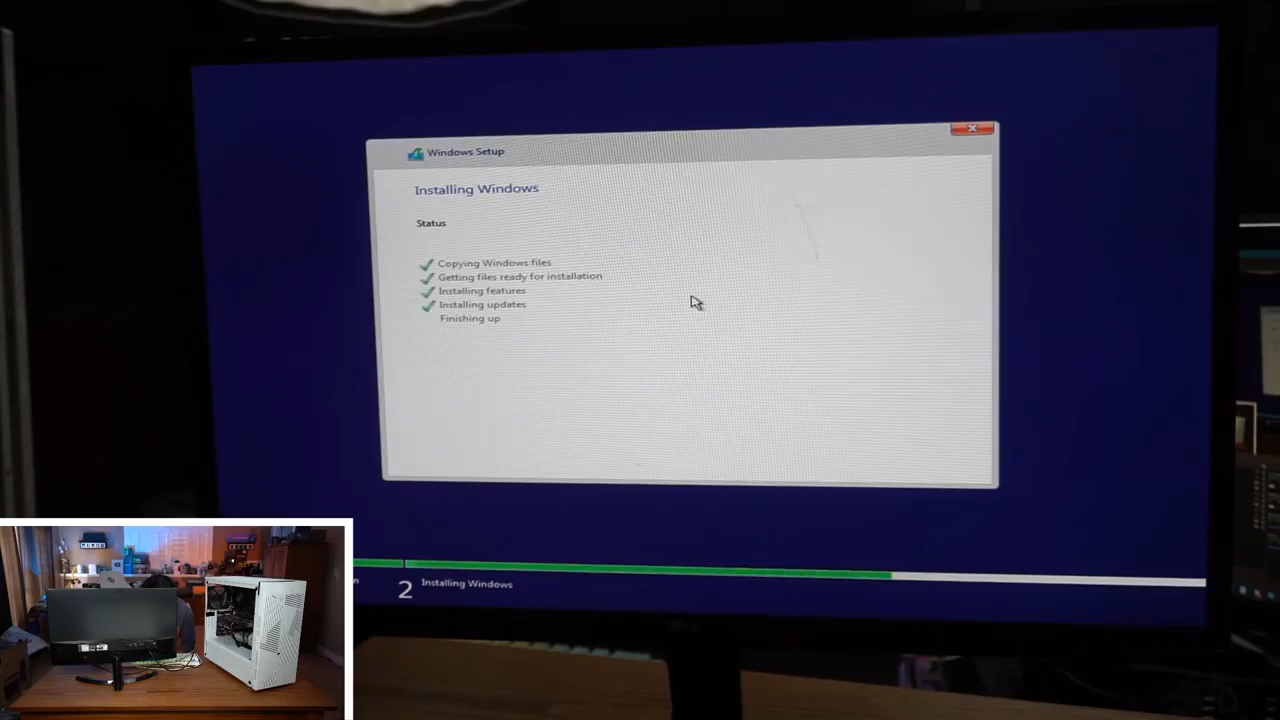 Windows Setup
Installing Windows
Status
Copying Windows files
Getting files ready for installation
Installing features
Installing updates
Finishing up
2 Installing Windows